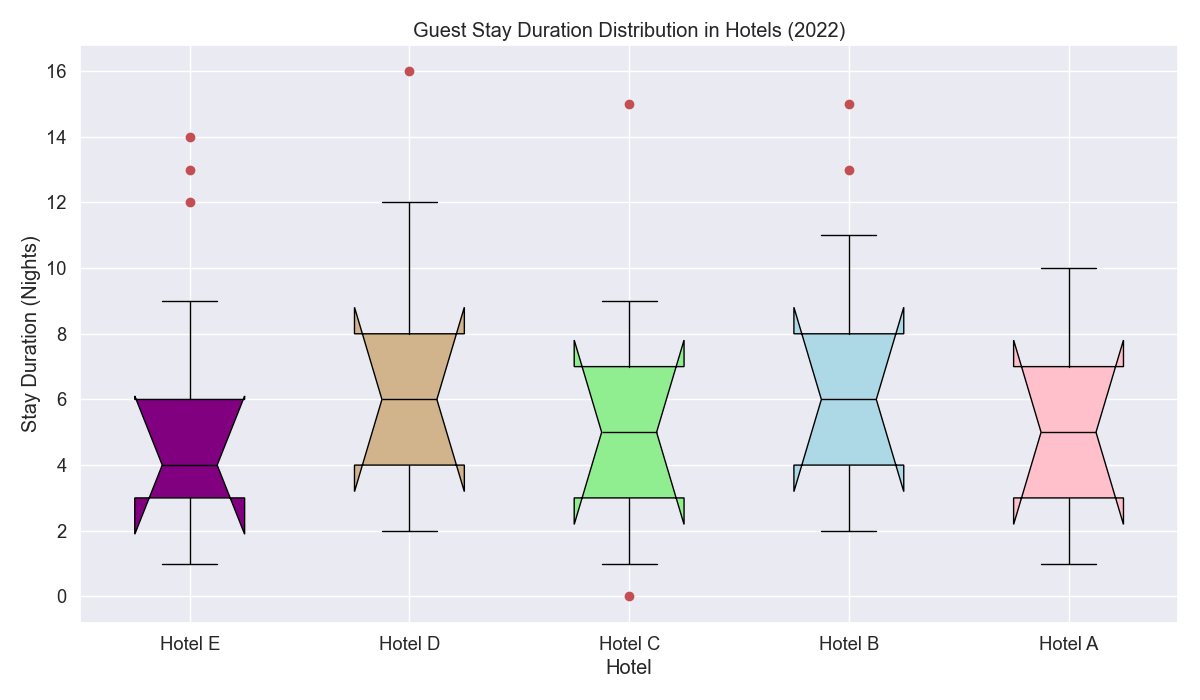 Guest Stay Duration Distribution in Hotels (2022)
Stay Duration (Nights)
16
14
12
10
8
6
4
2
0
Hotel E
Hotel D
Hotel C
Hotel B
Hotel A
Hotel